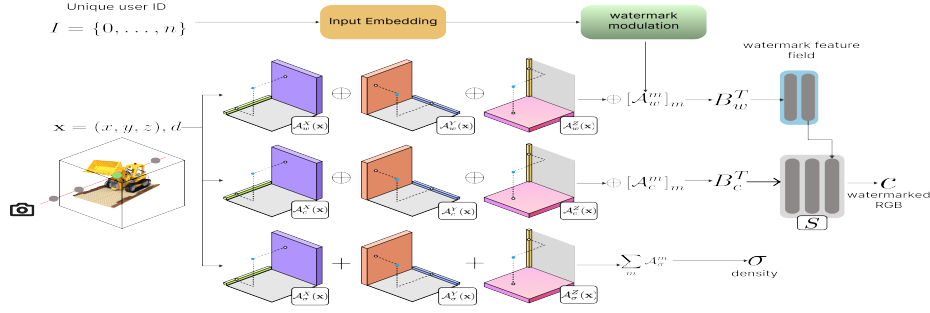 Unique user ID
I = {0, . . . , n}
Input Embedding
watermark
modulation
watermark feature
field
𝒜_w^X(𝐱)
⊕
𝒜_w^Y(𝐱)
⊕
𝒜_w^Z(𝐱)
⊕ [𝒜_w^m]_m
B_w^T
𝐱 = (x, y, z), d
𝒜_c^X(𝐱)
⊕
𝒜_c^Y(𝐱)
⊕
𝒜_c^Z(𝐱)
⊕ [𝒜_c^m]_m
B_c^T
S
c
watermarked
RGB
𝒜_σ^X(𝐱)
+
𝒜_σ^Y(𝐱)
+
𝒜_σ^Z(𝐱)
∑_m 𝒜_σ^m
σ
density